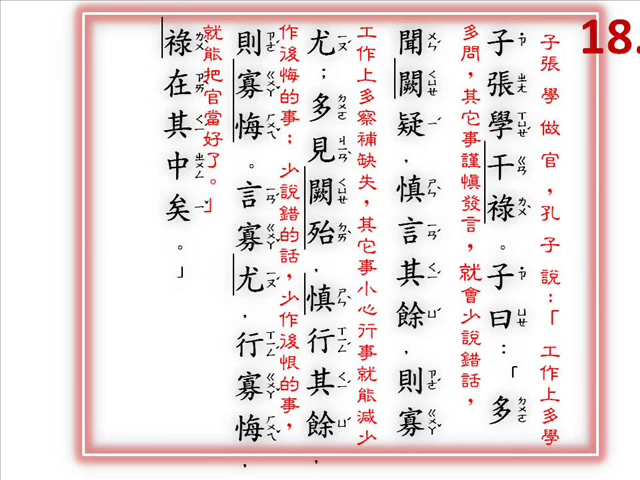 18.
子張學做官，孔子說：「工作上多學
子張學干祿。子曰：「多
多問，其它事謹慎發言，就會少說錯話，
聞闕疑，慎言其餘，則寡
工作上多察補缺失，其它事小心行事就能減少
尤；多見闕殆，慎行其餘，
作後悔的事；少說錯的話，少作後恨的事，
則寡悔。言寡尤，行寡悔，
就能把官當好了。」
祿在其中矣。」